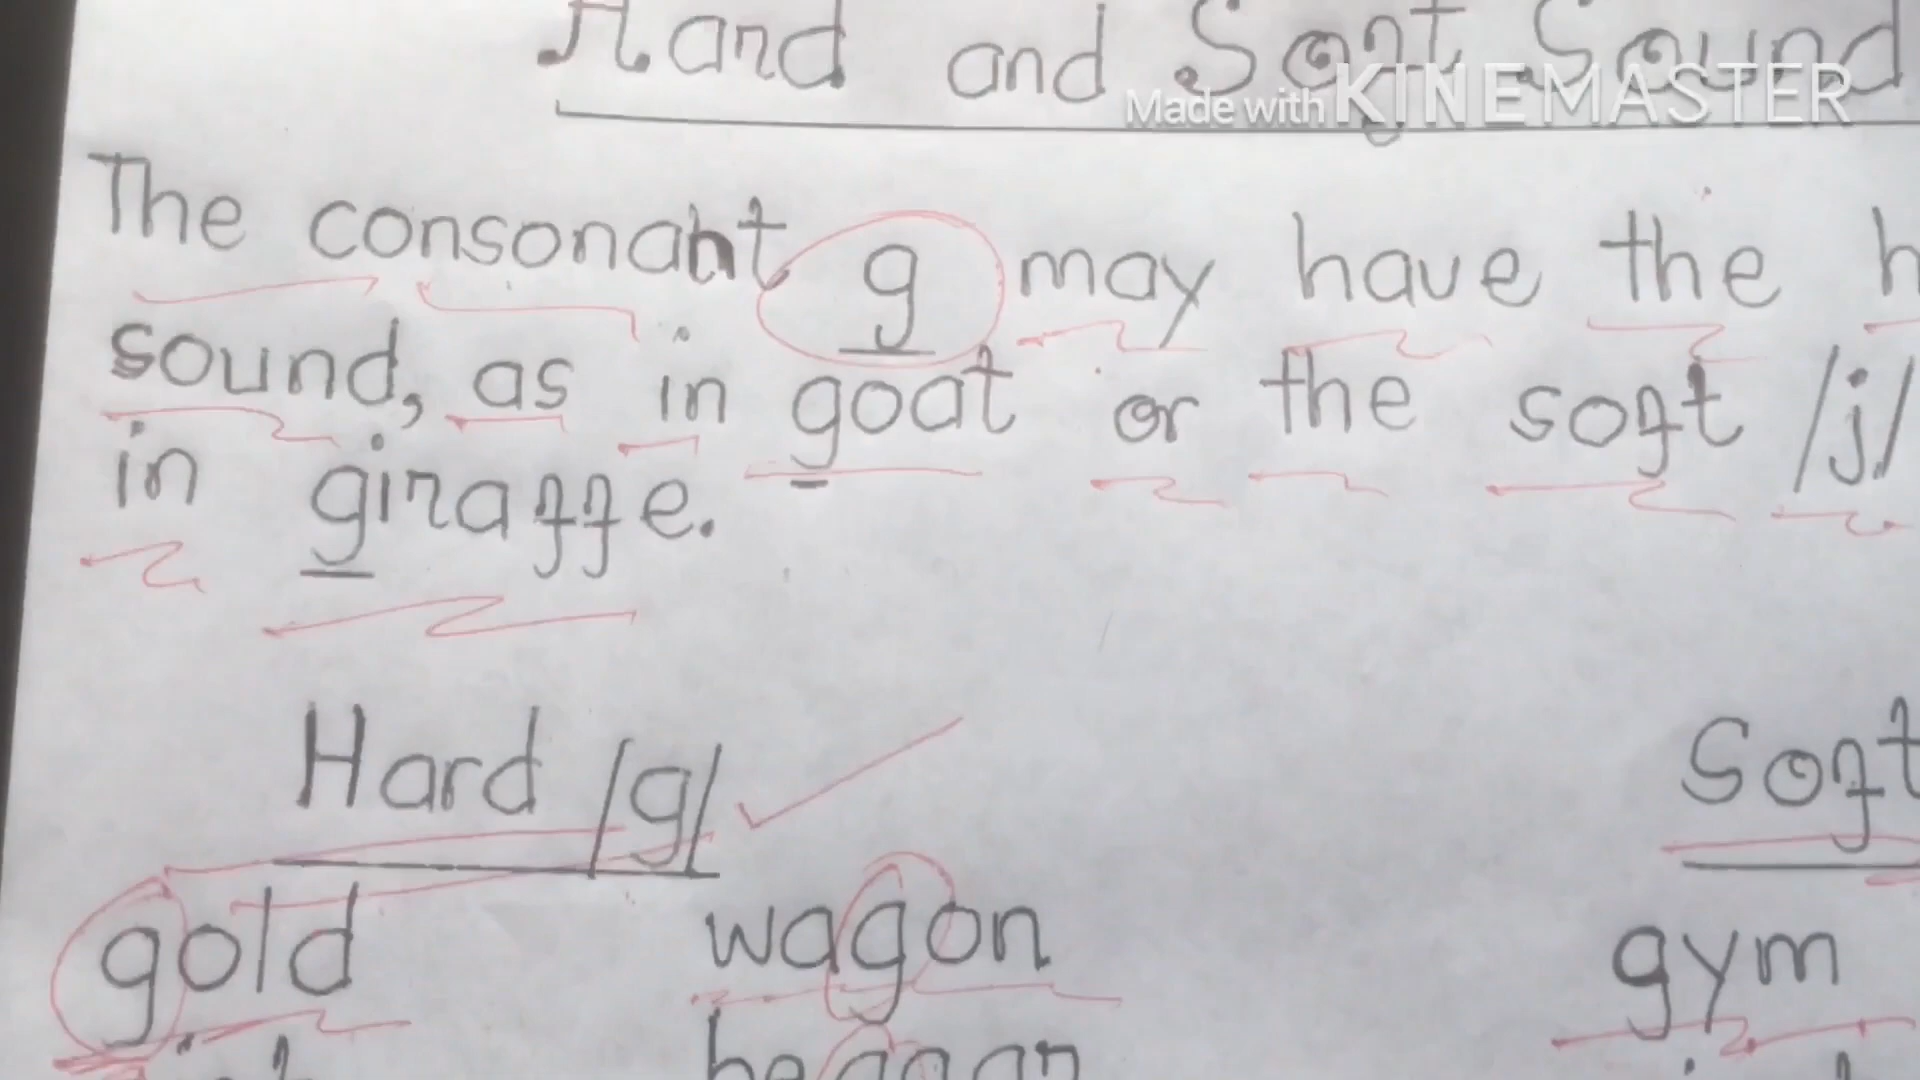 Hard and Soft Sound
Made with KINEMASTER
The consonant g may have the h
sound, as in goat or the soft /j/
in giraffe.
Hard /g/ Soft
gold wagon gym